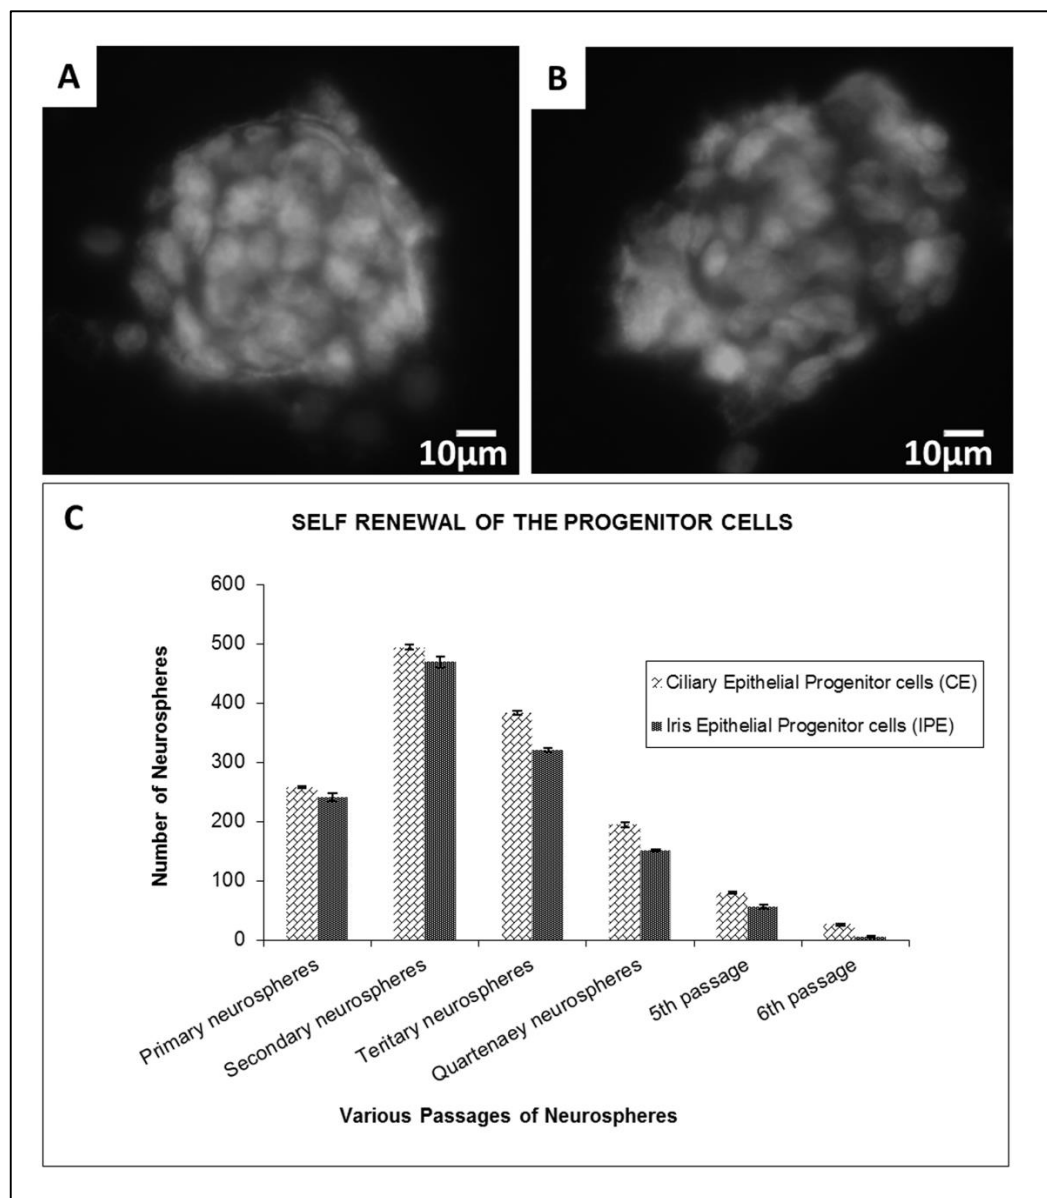 A
B
10µm
10µm
C
SELF RENEWAL OF THE PROGENITOR CELLS
Number of Neurospheres
600
500
400
300
200
100
0
Ciliary Epithelial Progenitor cells (CE)
Iris Epithelial Progenitor cells (IPE)
Primary neurospheres
Secondary neurospheres
Teritary neurospheres
Quartenaey neurospheres
5th passage
6th passage
Various Passages of Neurospheres